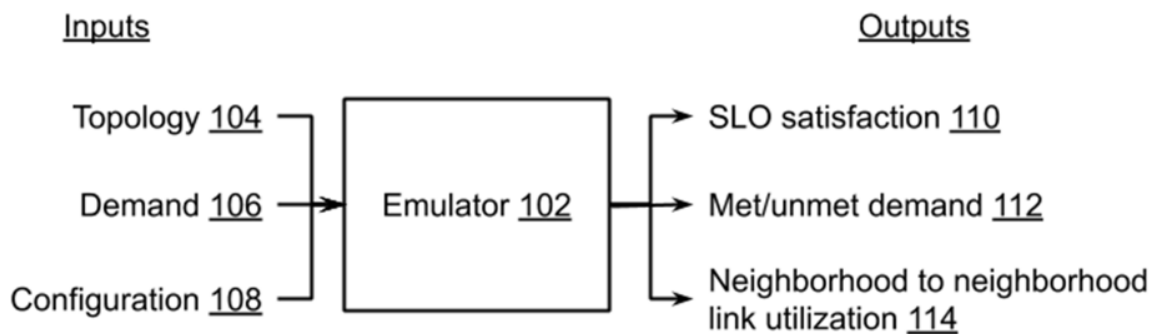 Inputs
Outputs
Topology 104
SLO satisfaction 110
Demand 106
Emulator 102
Met/unmet demand 112
Configuration 108
Neighborhood to neighborhood
link utilization 114